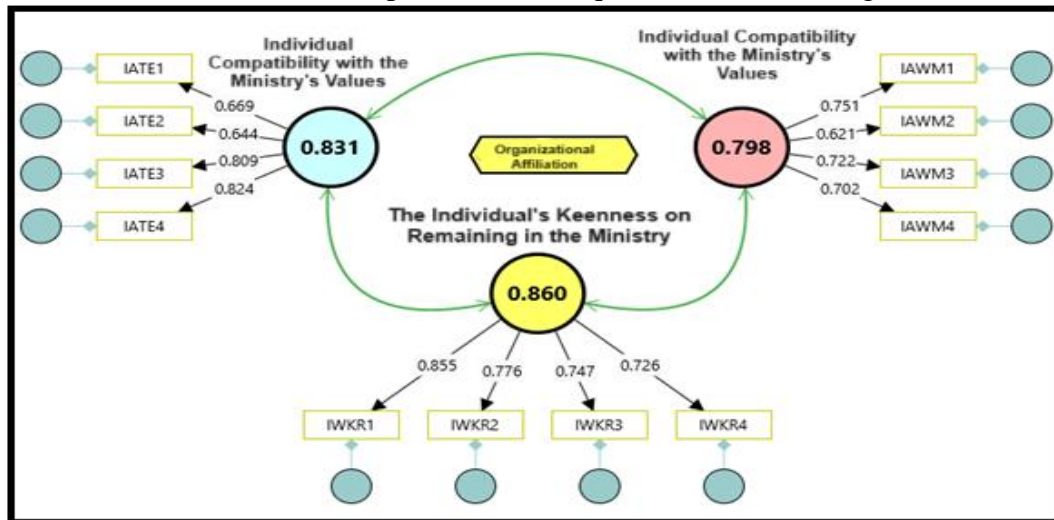 Individual
Compatibility with the
Ministry's Values
Individual Compatibility
with the Ministry's
Values
IATE1
IATE2
IATE3
IATE4
0.669
0.644
0.809
0.824
0.831
Organizational
Affiliation
0.798
0.751
0.621
0.722
0.702
IAWM1
IAWM2
IAWM3
IAWM4
The Individual's Keenness on
Remaining in the Ministry
0.860
0.855
0.776
0.747
0.726
IWKR1
IWKR2
IWKR3
IWKR4